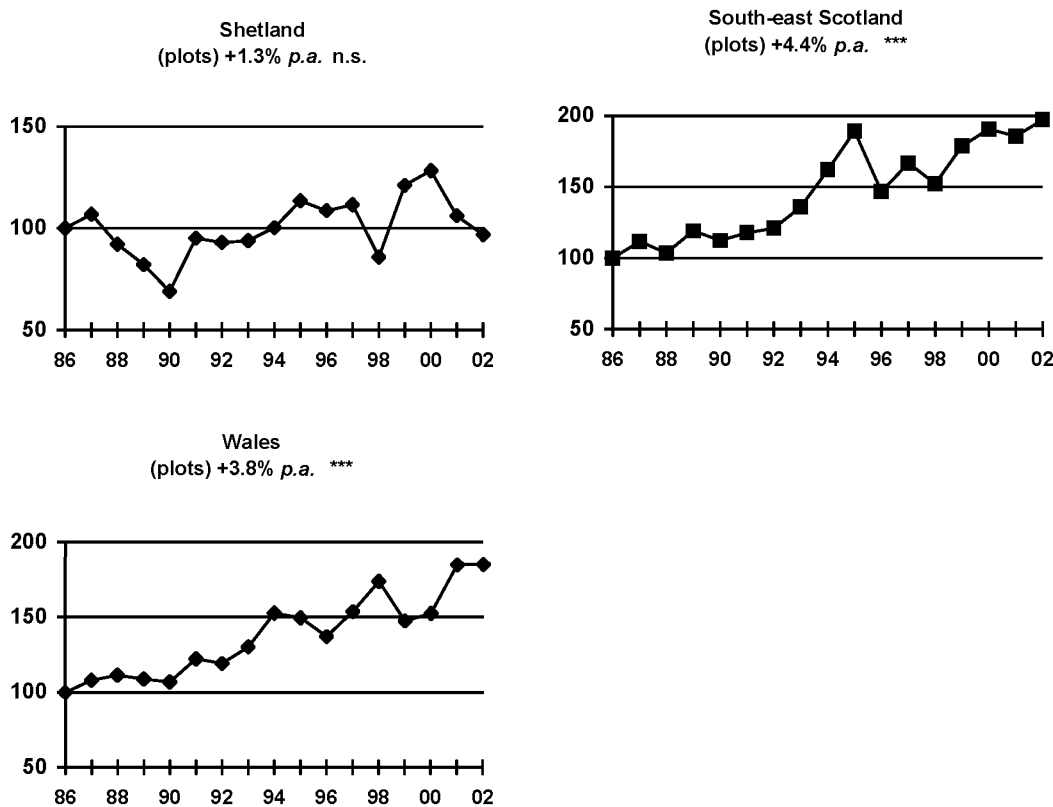 Shetland
(plots) +1.3% p.a. n.s.
150
100
50
86 88 90 92 94 96 98 00 02
South-east Scotland
(plots) +4.4% p.a. ***
200
150
100
50
86 88 90 92 94 96 98 00 02
Wales
(plots) +3.8% p.a. ***
200
150
100
50
86 88 90 92 94 96 98 00 02